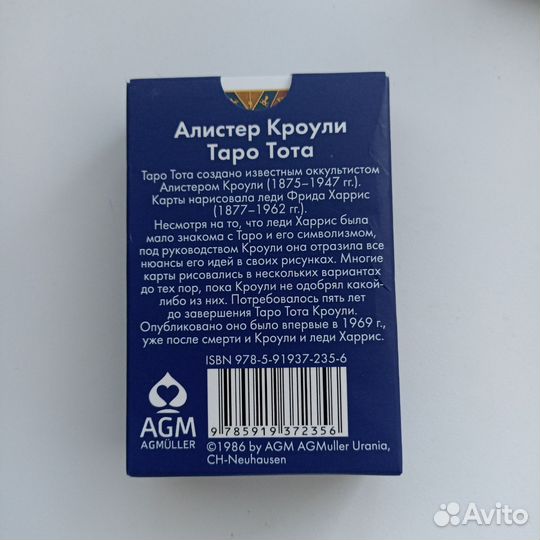 Алистер Кроули
Таро Тота
Таро Тота создано известным оккультистом
Алистером Кроули (1875–1947 гг.).
Карты нарисовала леди Фрида Харрис
(1877–1962 гг.).
Несмотря на то, что леди Харрис была
мало знакома с Таро и его символизмом,
под руководством Кроули она отразила все
нюансы его идей в своих рисунках. Многие
карты рисовались в нескольких вариантах
до тех пор, пока Кроули не одобрял какой-
либо из них. Потребовалось пять лет
до завершения Таро Тота Кроули.
Опубликовано оно было впервые в 1969 г.,
уже после смерти и Кроули и леди Харрис.
ISBN 978-5-91937-235-6
AGM
AGMÜLLER
9 785919 372356
©1986 by AGM AGMuller Urania,
CH-Neuhausen
Avito